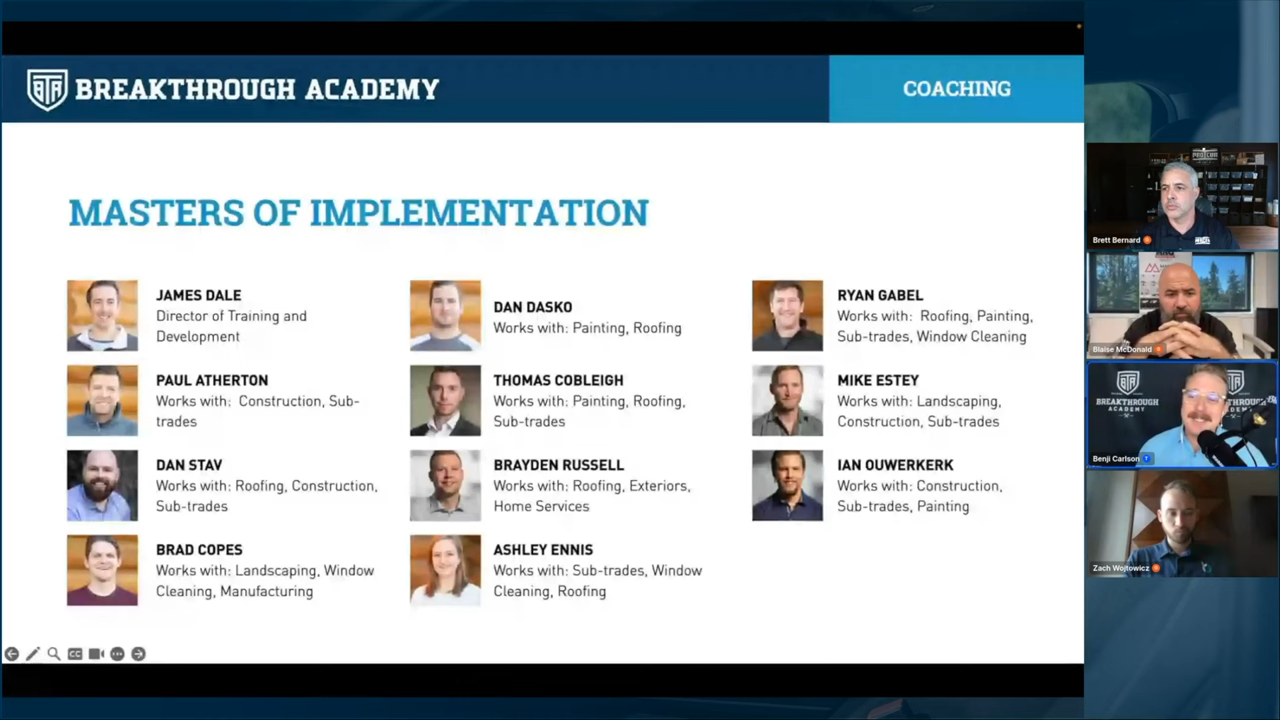 BREAKTHROUGH ACADEMY
COACHING
MASTERS OF IMPLEMENTATION
JAMES DALE
Director of Training and
Development
DAN DASKO
Works with: Painting, Roofing
RYAN GABEL
Works with: Roofing, Painting,
Sub-trades, Window Cleaning
PAUL ATHERTON
Works with: Construction, Sub-
trades
THOMAS COBLEIGH
Works with: Painting, Roofing,
Sub-trades
MIKE ESTEY
Works with: Landscaping,
Construction, Sub-trades
DAN STAV
Works with: Roofing, Construction,
Sub-trades
BRAYDEN RUSSELL
Works with: Roofing, Exteriors,
Home Services
IAN OUWERKERK
Works with: Construction,
Sub-trades, Painting
BRAD COPES
Works with: Landscaping, Window
Cleaning, Manufacturing
ASHLEY ENNIS
Works with: Sub-trades, Window
Cleaning, Roofing
Brett Bernard
Blaise McDonald
BREAKTHROUGH
ACADEMY
Benji Carlson
Zach Wojtowicz